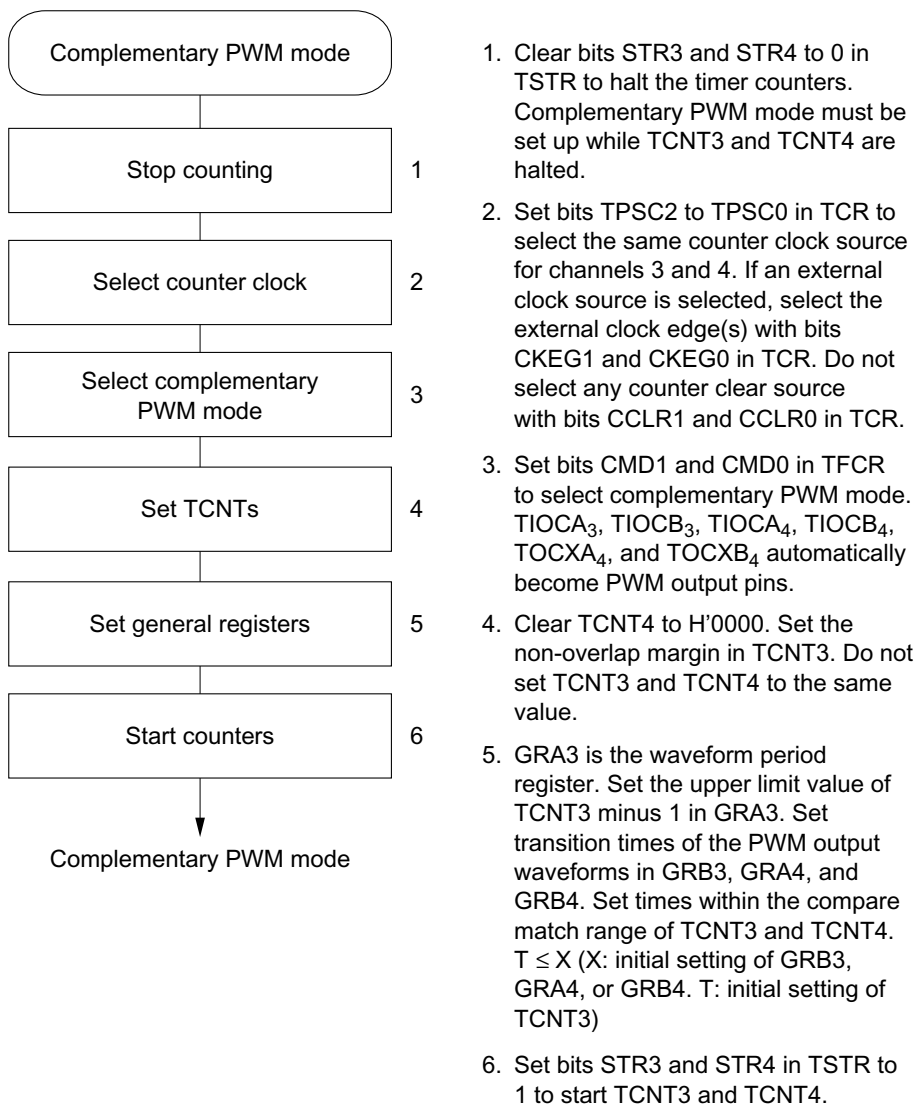 Complementary PWM mode
Stop counting
1
Select counter clock
2
Select complementary
PWM mode
3
Set TCNTs
4
Set general registers
5
Start counters
6
Complementary PWM mode
1. Clear bits STR3 and STR4 to 0 in
TSTR to halt the timer counters.
Complementary PWM mode must be
set up while TCNT3 and TCNT4 are
halted.
2. Set bits TPSC2 to TPSC0 in TCR to
select the same counter clock source
for channels 3 and 4. If an external
clock source is selected, select the
external clock edge(s) with bits
CKEG1 and CKEG0 in TCR. Do not
select any counter clear source
with bits CCLR1 and CCLR0 in TCR.
3. Set bits CMD1 and CMD0 in TFCR
to select complementary PWM mode.
TIOCA₃, TIOCB₃, TIOCA₄, TIOCB₄,
TOCXA₄, and TOCXB₄ automatically
become PWM output pins.
4. Clear TCNT4 to H'0000. Set the
non-overlap margin in TCNT3. Do not
set TCNT3 and TCNT4 to the same
value.
5. GRA3 is the waveform period
register. Set the upper limit value of
TCNT3 minus 1 in GRA3. Set
transition times of the PWM output
waveforms in GRB3, GRA4, and
GRB4. Set times within the compare
match range of TCNT3 and TCNT4.
T ≤ X (X: initial setting of GRB3,
GRA4, or GRB4. T: initial setting of
TCNT3)
6. Set bits STR3 and STR4 in TSTR to
1 to start TCNT3 and TCNT4.